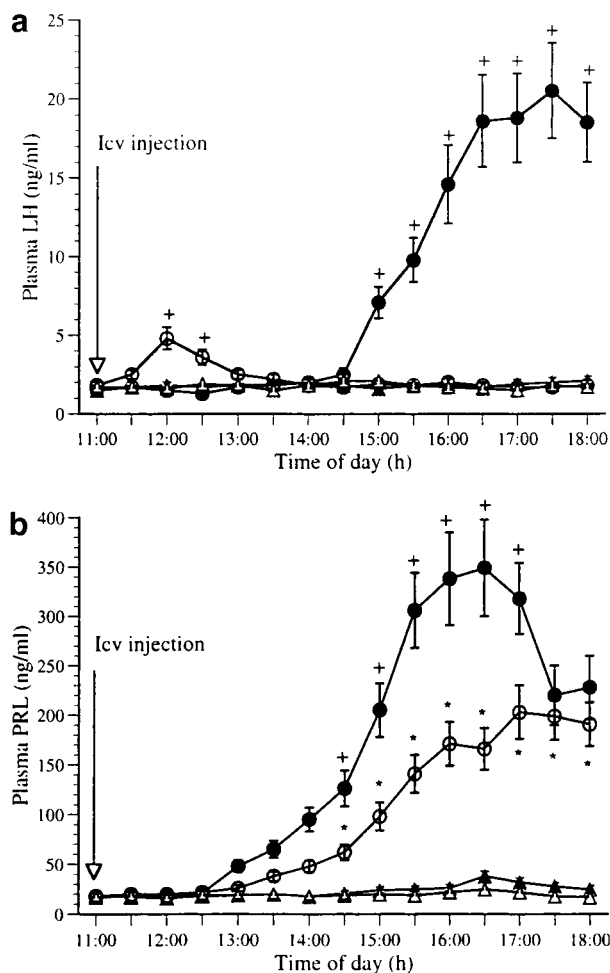 a
25
20
15
10
5
0
Plasma LH (ng/ml)
Icv injection
+ + + + + + + + +
11:00 12:00 13:00 14:00 15:00 16:00 17:00 18:00
Time of day (h)
b
400
350
300
250
200
150
100
50
0
Plasma PRL (ng/ml)
Icv injection
+ + + + + +
* * * * * * * *
11:00 12:00 13:00 14:00 15:00 16:00 17:00 18:00
Time of day (h)